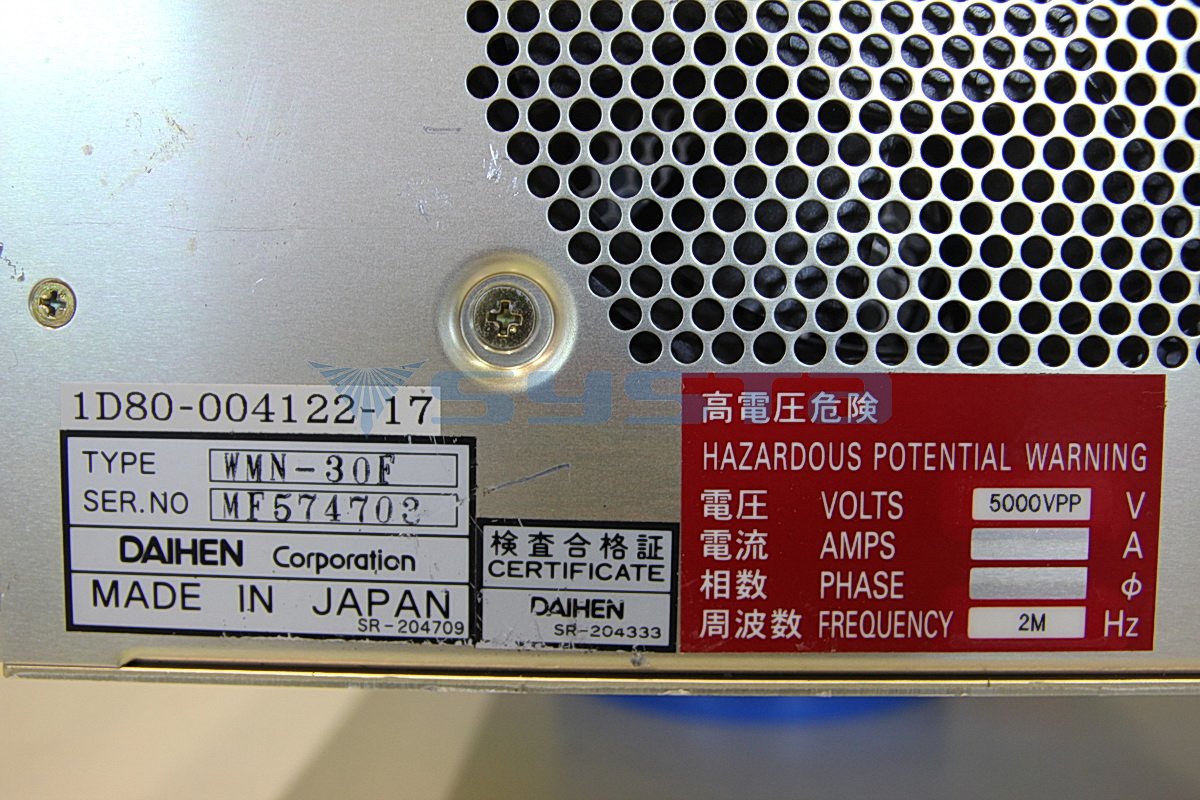 1D80-004122-17
TYPE WMN-30F
SER.NO MF574703
DAIHEN Corporation
MADE IN JAPAN
SR-204709
検査合格証
CERTIFICATE
DAIHEN
SR-204333
高電圧危険
HAZARDOUS POTENTIAL WARNING
電圧 VOLTS 5000VPP V
電流 AMPS A
相数 PHASE ϕ
周波数 FREQUENCY 2M Hz